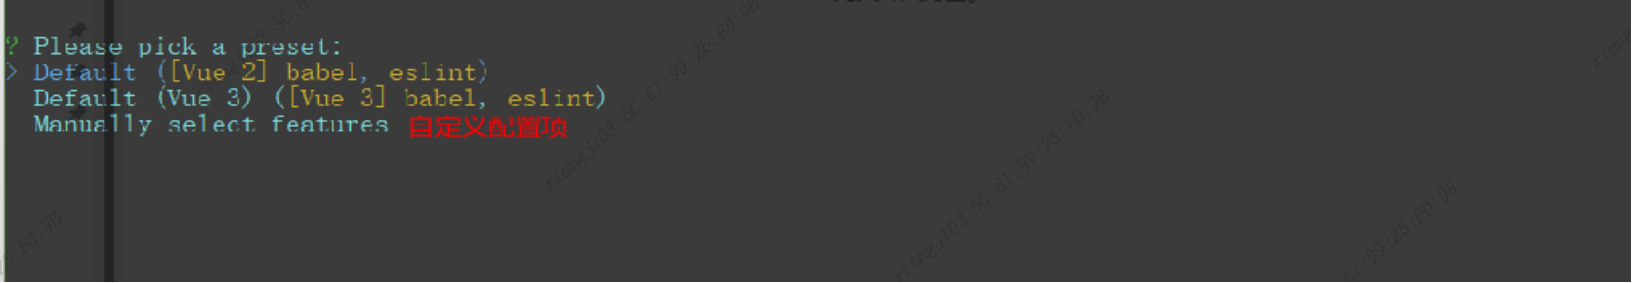 ? Please pick a preset:
> Default ([Vue 2] babel, eslint)
Default (Vue 3) ([Vue 3] babel, eslint)
Manually select features 自定义配置项